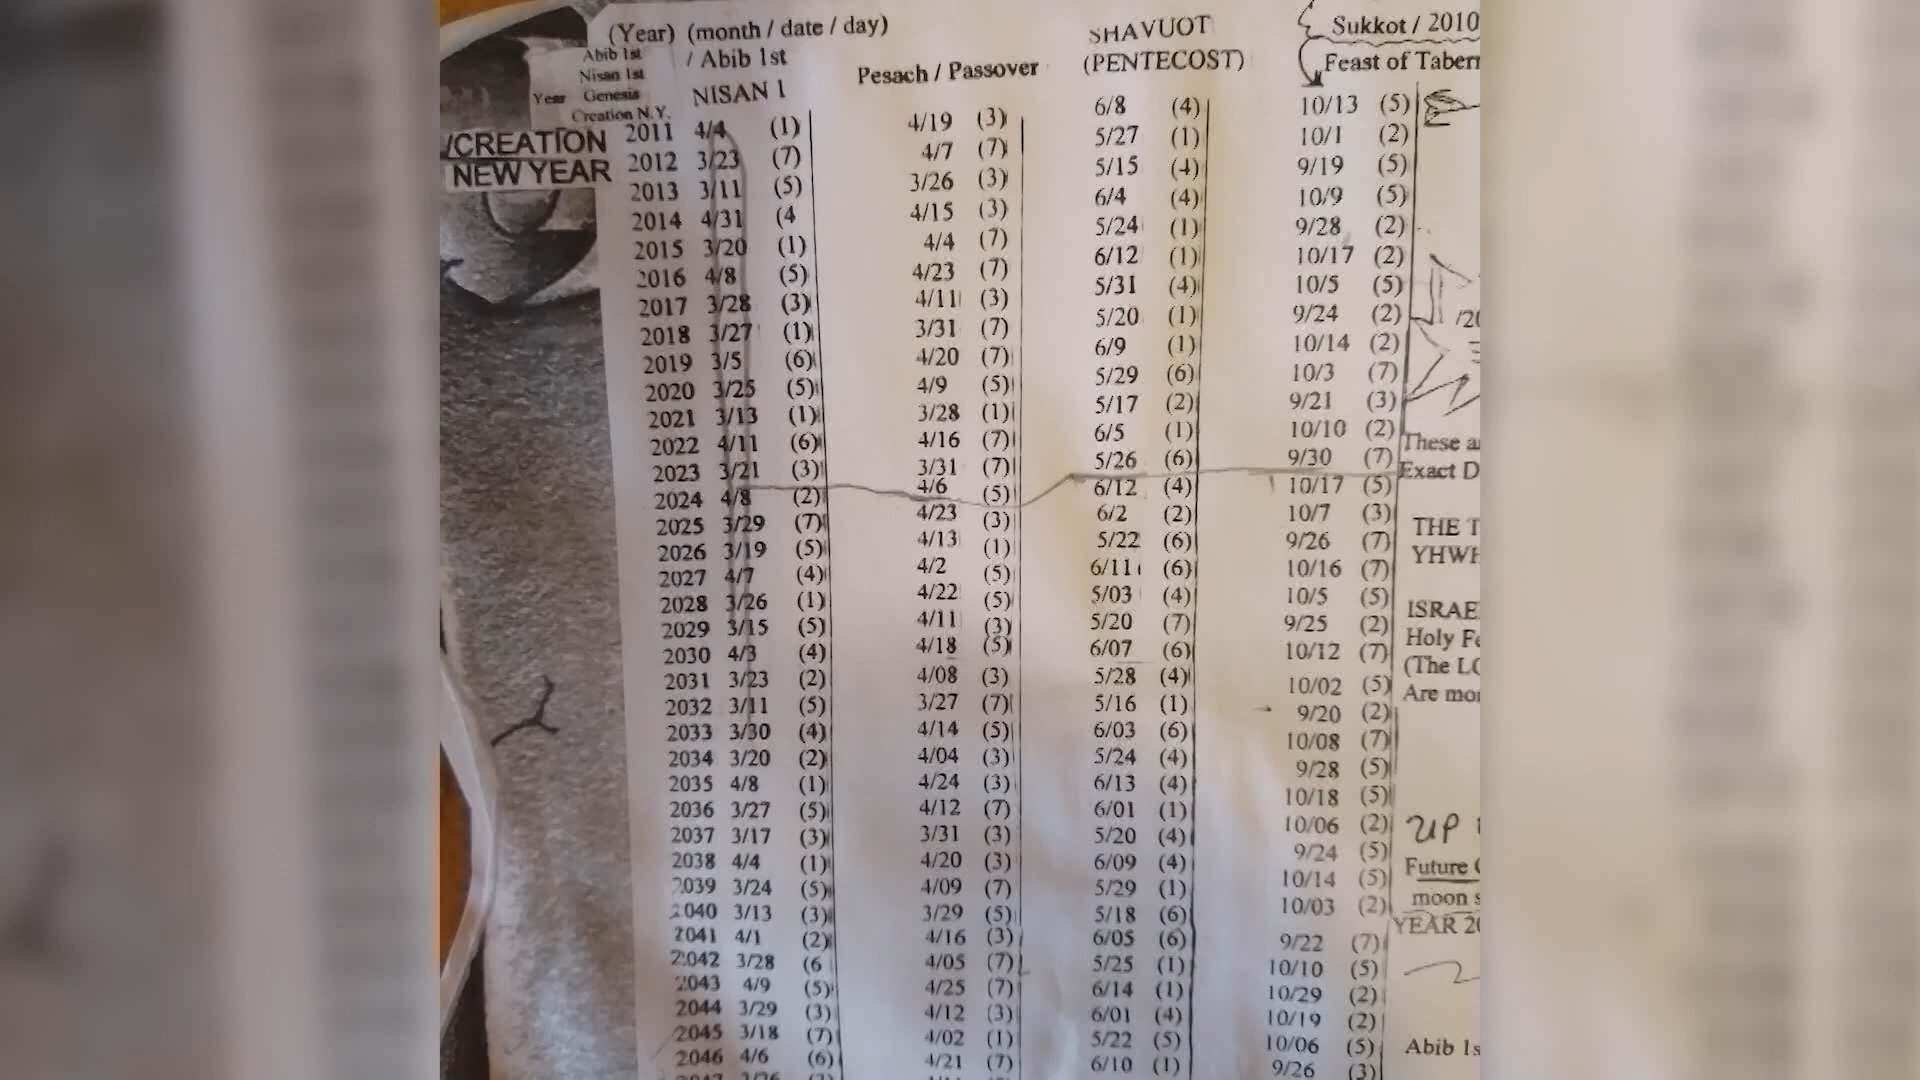 (Year) (month / date / day)
Abib 1st / Abib 1st
Nisan 1st
Year Genesis NISAN 1
Creation N.Y.
Pesach / Passover
SHAVUOT
(PENTECOST)
Sukkot / 2010
Feast of Tabern
/CREATION
NEW YEAR
2011 4/4 (1) 4/19 (3) 6/8 (4) 10/13 (5)
2012 3/23 (7) 4/7 (7) 5/27 (1) 10/1 (2)
2013 3/11 (5) 3/26 (3) 5/15 (4) 9/19 (5)
2014 4/31 (4 4/15 (3) 6/4 (4) 10/9 (5)
2015 3/20 (1) 4/4 (7) 5/24 (1) 9/28 (2)
2016 4/8 (5) 4/23 (7) 6/12 (1) 10/17 (2)
2017 3/28 (3) 4/11 (3) 5/31 (4) 10/5 (5)
2018 3/27 (1) 3/31 (7) 5/20 (1) 9/24 (2)
2019 3/5 (6) 4/20 (7) 6/9 (1) 10/14 (2)
2020 3/25 (5) 4/9 (5) 5/29 (6) 10/3 (7)
2021 3/13 (1) 3/28 (1) 5/17 (2) 9/21 (3)
2022 4/11 (6) 4/16 (7) 6/5 (1) 10/10 (2)
2023 3/21 (3) 3/31 (7) 5/26 (6) 9/30 (7)
2024 4/8 (2) 4/6 (5) 6/12 (4) 10/17 (5)
2025 3/29 (7) 4/23 (3) 6/2 (2) 10/7 (3)
2026 3/19 (5) 4/13 (1) 5/22 (6) 9/26 (7)
2027 4/7 (4) 4/2 (5) 6/11 (6) 10/16 (7)
2028 3/26 (1) 4/22 (5) 5/03 (4) 10/5 (5)
2029 3/15 (5) 4/11 (3) 5/20 (7) 9/25 (2)
2030 4/3 (4) 4/18 (5) 6/07 (6) 10/12 (7)
2031 3/23 (2) 4/08 (3) 5/28 (4) 10/02 (5)
2032 3/11 (5) 3/27 (7) 5/16 (1) 9/20 (2)
2033 3/30 (4) 4/14 (5) 6/03 (6) 10/08 (7)
2034 3/20 (2) 4/04 (3) 5/24 (4) 9/28 (5)
2035 4/8 (1) 4/24 (3) 6/13 (4) 10/18 (5)
2036 3/27 (5) 4/12 (7) 6/01 (1) 10/06 (2)
2037 3/17 (3) 3/31 (3) 5/20 (4) 9/24 (5)
2038 4/4 (1) 4/20 (3) 6/09 (4) 10/14 (5)
2039 3/24 (5) 4/09 (7) 5/29 (1) 10/03 (2)
2040 3/13 (3) 3/29 (5) 5/18 (6) 9/22 (7)
2041 4/1 (2) 4/16 (3) 6/05 (6) 10/10 (5)
2042 3/28 (6 4/05 (7) 5/25 (1) 10/29 (2)
2043 4/9 (5) 4/25 (7) 6/14 (1) 10/19 (2)
2044 3/29 (3) 4/12 (3) 6/01 (4) 10/06 (5)
2045 3/18 (7) 4/02 (1) 5/22 (5) 9/26 (3)
2046 4/6 (6) 4/21 (7) 6/10 (1)
/20
These a
Exact D
THE T
YHWH
ISRAE
Holy Fe
(The LO
Are mo
UP
Future
moon s
YEAR 20
Abib 1s